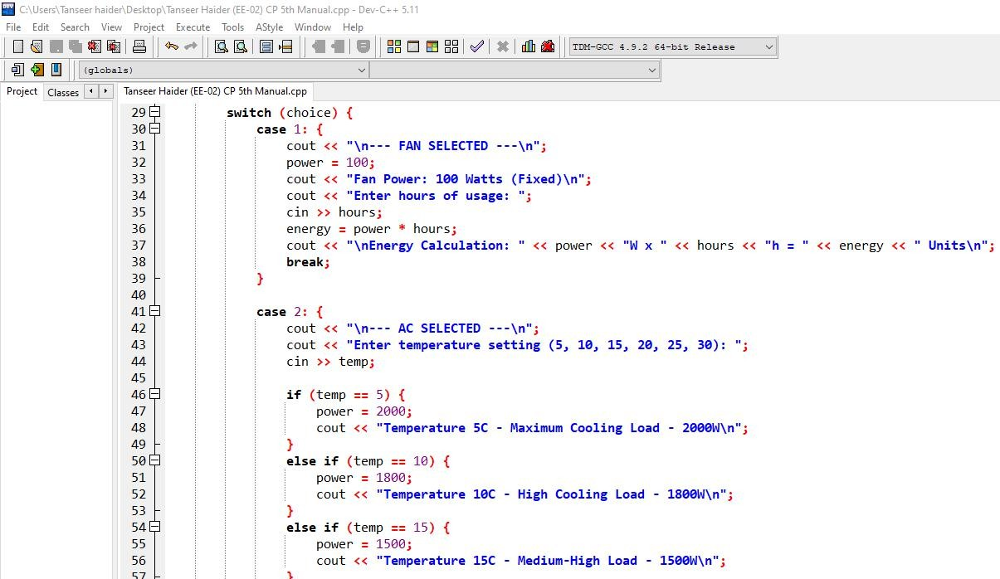 C:\Users\Tanseer haider\Desktop\Tanseer Haider (EE-02) CP 5th Manual.cpp - Dev-C++ 5.11
File Edit Search View Project Execute Tools AStyle Window Help
TDM-GCC 4.9.2 64-bit Release
(globals)
Project Classes Tanseer Haider (EE-02) CP 5th Manual.cpp
29 switch (choice) {
30 case 1: {
31 cout << "\n--- FAN SELECTED ---\n";
32 power = 100;
33 cout << "Fan Power: 100 Watts (Fixed)\n";
34 cout << "Enter hours of usage: ";
35 cin >> hours;
36 energy = power * hours;
37 cout << "\nEnergy Calculation: " << power << "W x " << hours << "h = " << energy << " Units\n";
38 break;
39 }
40
41 case 2: {
42 cout << "\n--- AC SELECTED ---\n";
43 cout << "Enter temperature setting (5, 10, 15, 20, 25, 30): ";
44 cin >> temp;
45
46 if (temp == 5) {
47 power = 2000;
48 cout << "Temperature 5C - Maximum Cooling Load - 2000W\n";
49 }
50 else if (temp == 10) {
51 power = 1800;
52 cout << "Temperature 10C - High Cooling Load - 1800W\n";
53 }
54 else if (temp == 15) {
55 power = 1500;
56 cout << "Temperature 15C - Medium-High Load - 1500W\n";
57 }